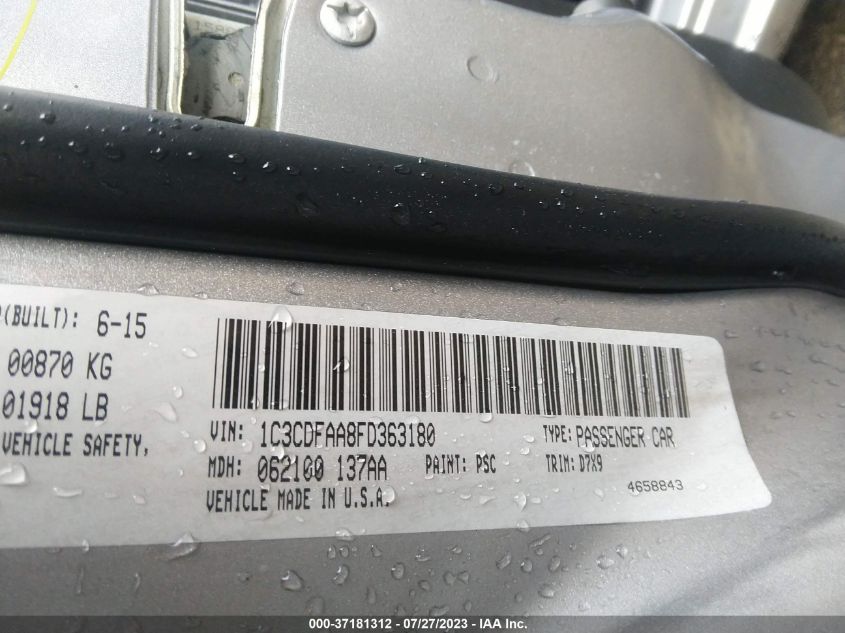 (BUILT): 6-15
00870 KG
01918 LB
VEHICLE SAFETY,
VIN: 1C3CDFAA8FD363180 TYPE: PASSENGER CAR
MDH: 062100 137AA PAINT: PSC TRIM: D7X9
VEHICLE MADE IN U.S.A. 4658843
000-37181312 / 07/27/2023 - © IAA Inc.